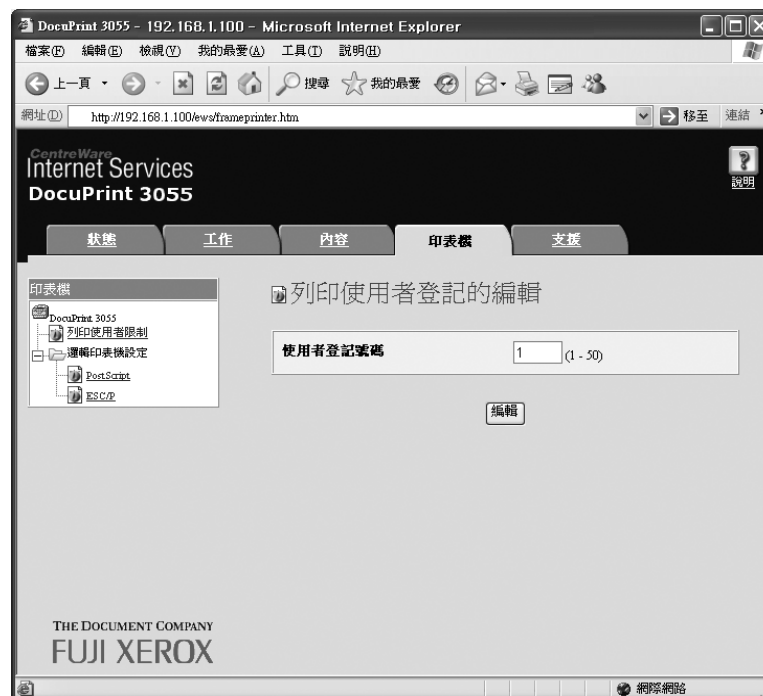 DocuPrint 3055 - 192.168.1.100 - Microsoft Internet Explorer
檔案(F) 編輯(E) 檢視(V) 我的最愛(A) 工具(T) 說明(H)
上一頁 搜尋 我的最愛
網址(D) http://192.168.1.100/ews/frameprinter.htm 移至 連結 »
CentreWare
Internet Services
DocuPrint 3055
說明
狀態 工作 內容 印表機 支援
印表機
DocuPrint 3055
列印使用者限制
邏輯印表機設定
PostScript
ESC/P
列印使用者登記的編輯
使用者登記號碼 1 (1 - 50)
編輯
THE DOCUMENT COMPANY
FUJI XEROX
網際網路